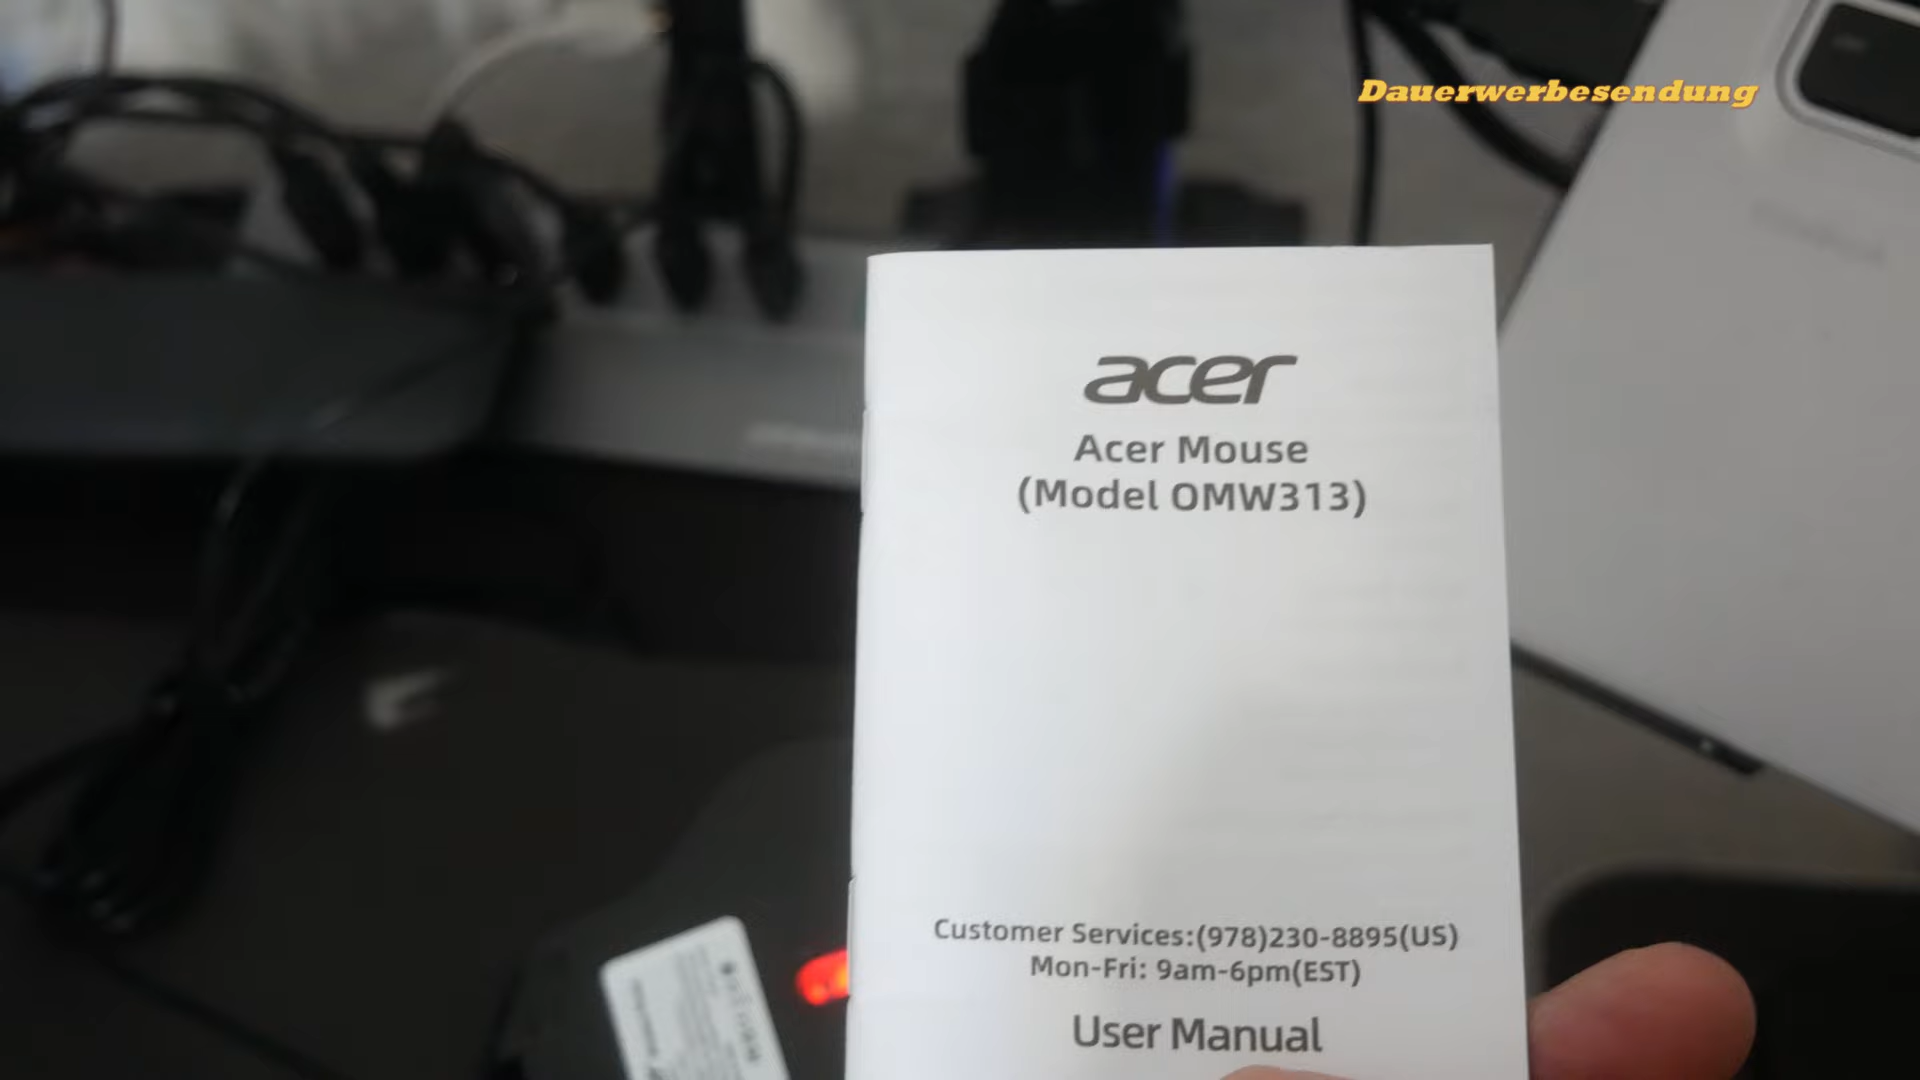 Dauerwerbesendung
acer
Acer Mouse
(Model OMW313)
Customer Services:(978)230-8895(US)
Mon-Fri: 9am-6pm(EST)
User Manual